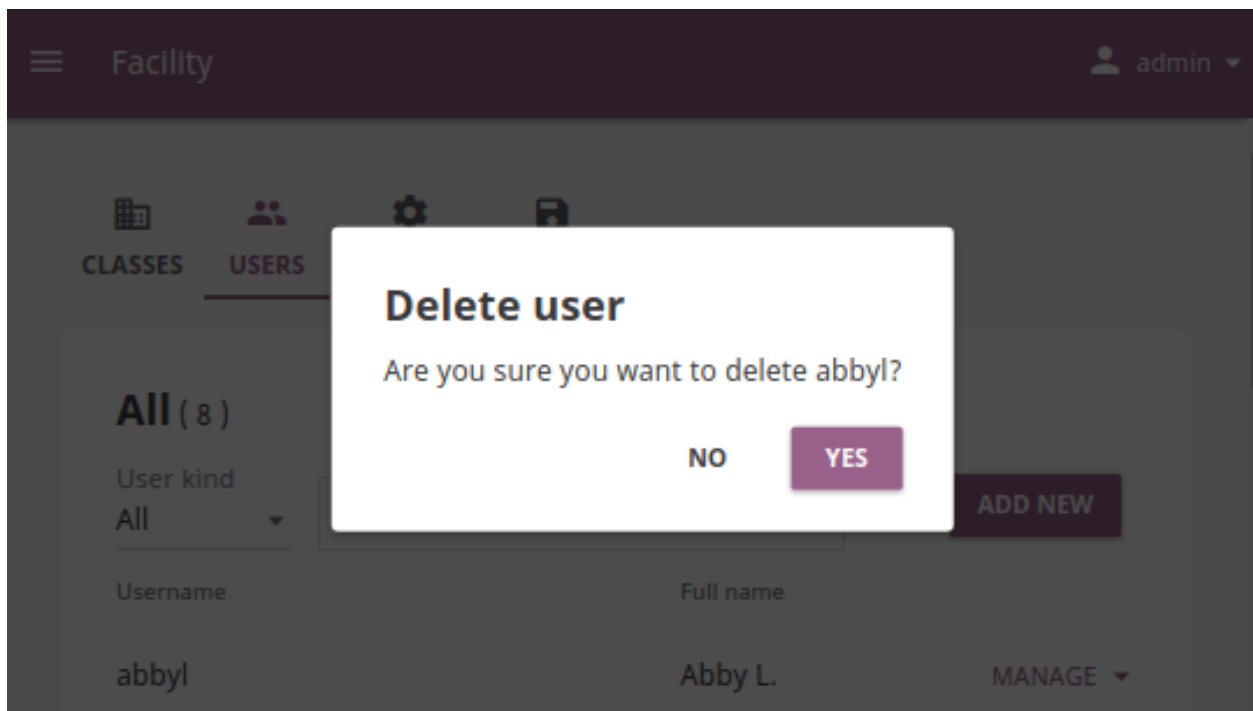 Facility
admin
CLASSES
USERS
Delete user
Are you sure you want to delete abbyl?
NO
YES
All ( 8 )
User kind
All
ADD NEW
Username
Full name
abbyl
Abby L.
MANAGE